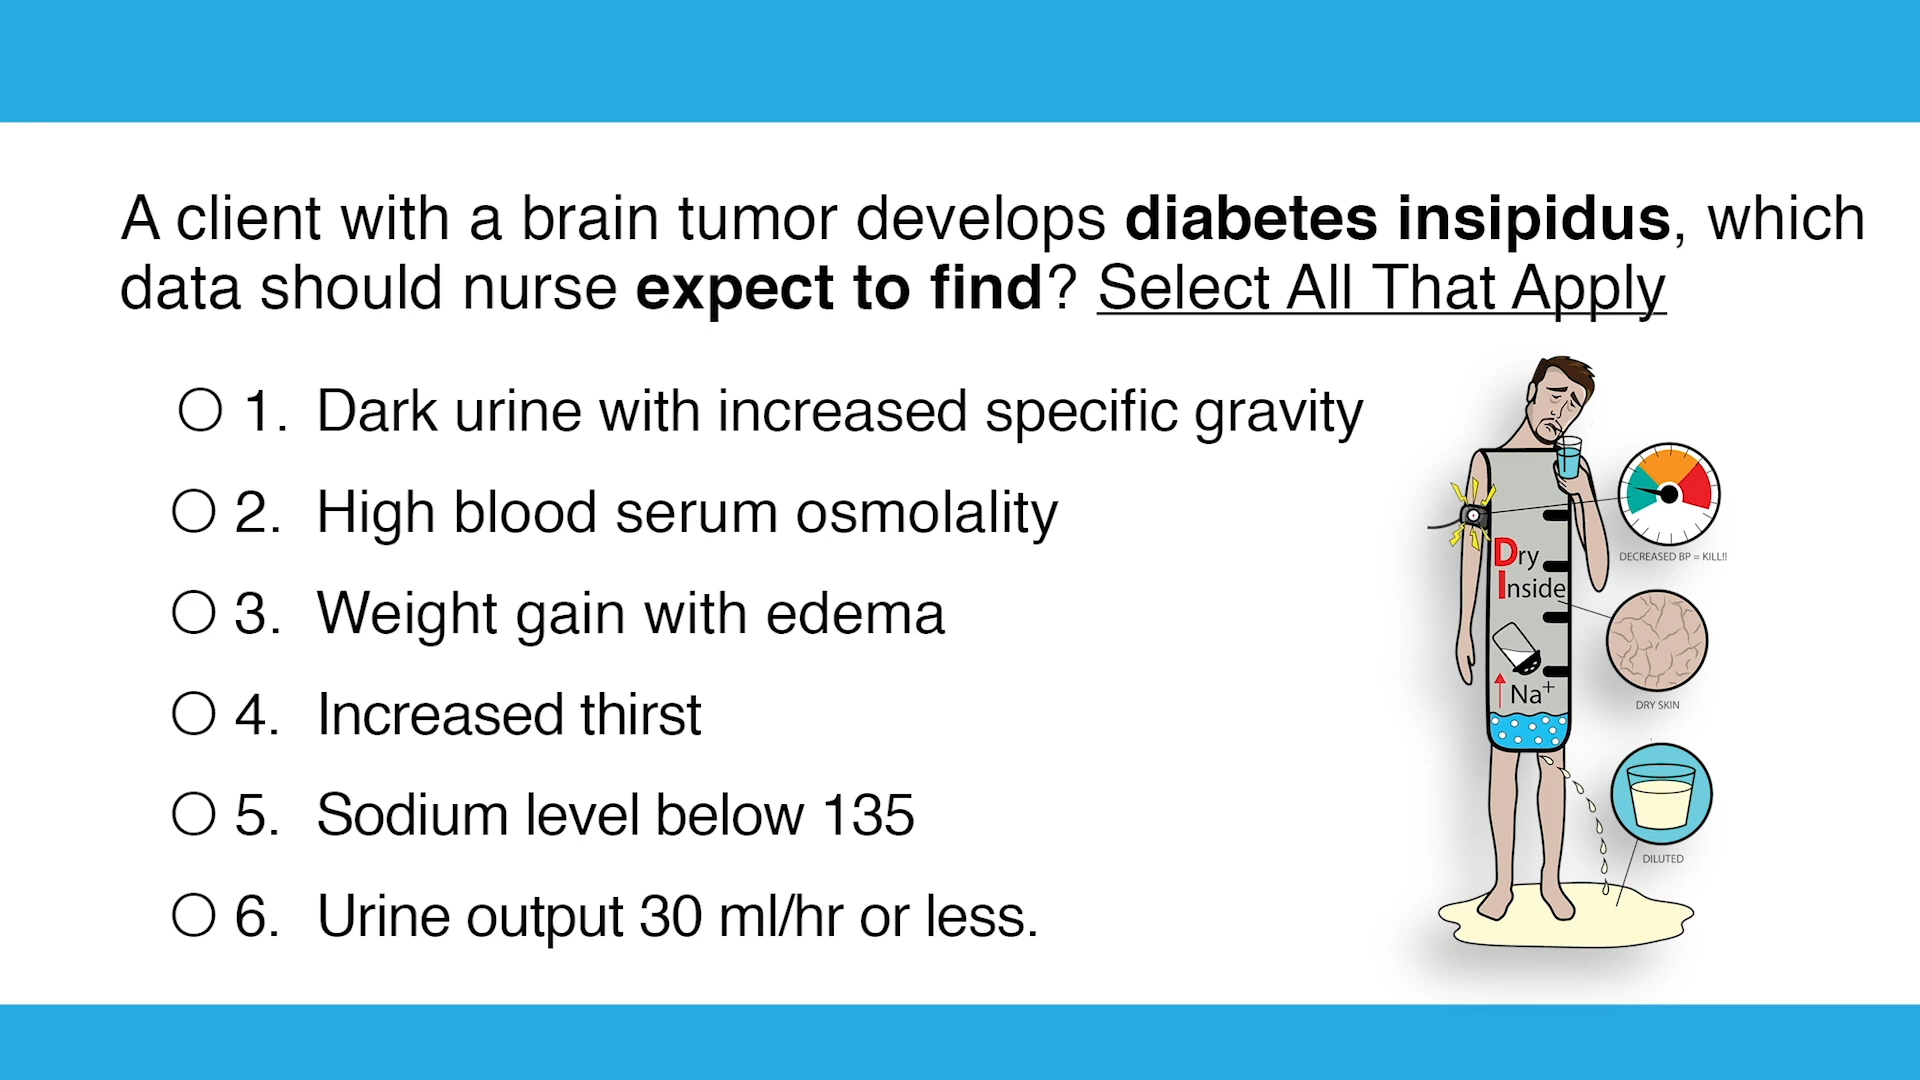 A client with a brain tumor develops diabetes insipidus, which
data should nurse expect to find? Select All That Apply
1. Dark urine with increased specific gravity
2. High blood serum osmolality
3. Weight gain with edema
4. Increased thirst
5. Sodium level below 135
6. Urine output 30 ml/hr or less.
DECREASED BP = KILL!!
Dry
Inside
Na+
DRY SKIN
DILUTED